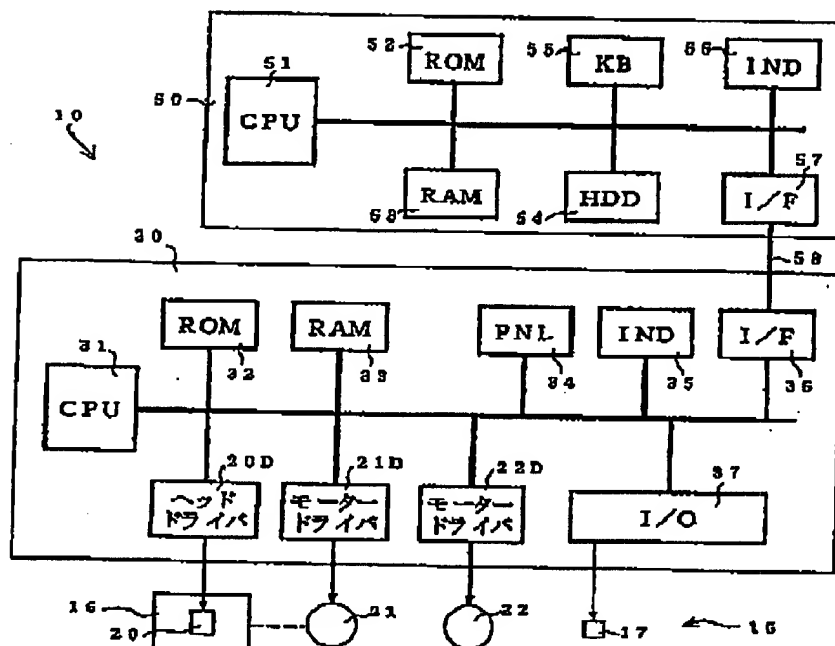 52
ROM
55
KB
56
IND
51
CPU
50
10
57
I/F
RAM
53
HDD
54
58
30
ROM
32
RAM
33
PNL
34
IND
35
I/F
36
31
CPU
20D
ヘッド
ドライバ
21D
モーター
ドライバ
22D
モーター
ドライバ
37
I/O
16
20
21
22
17
15